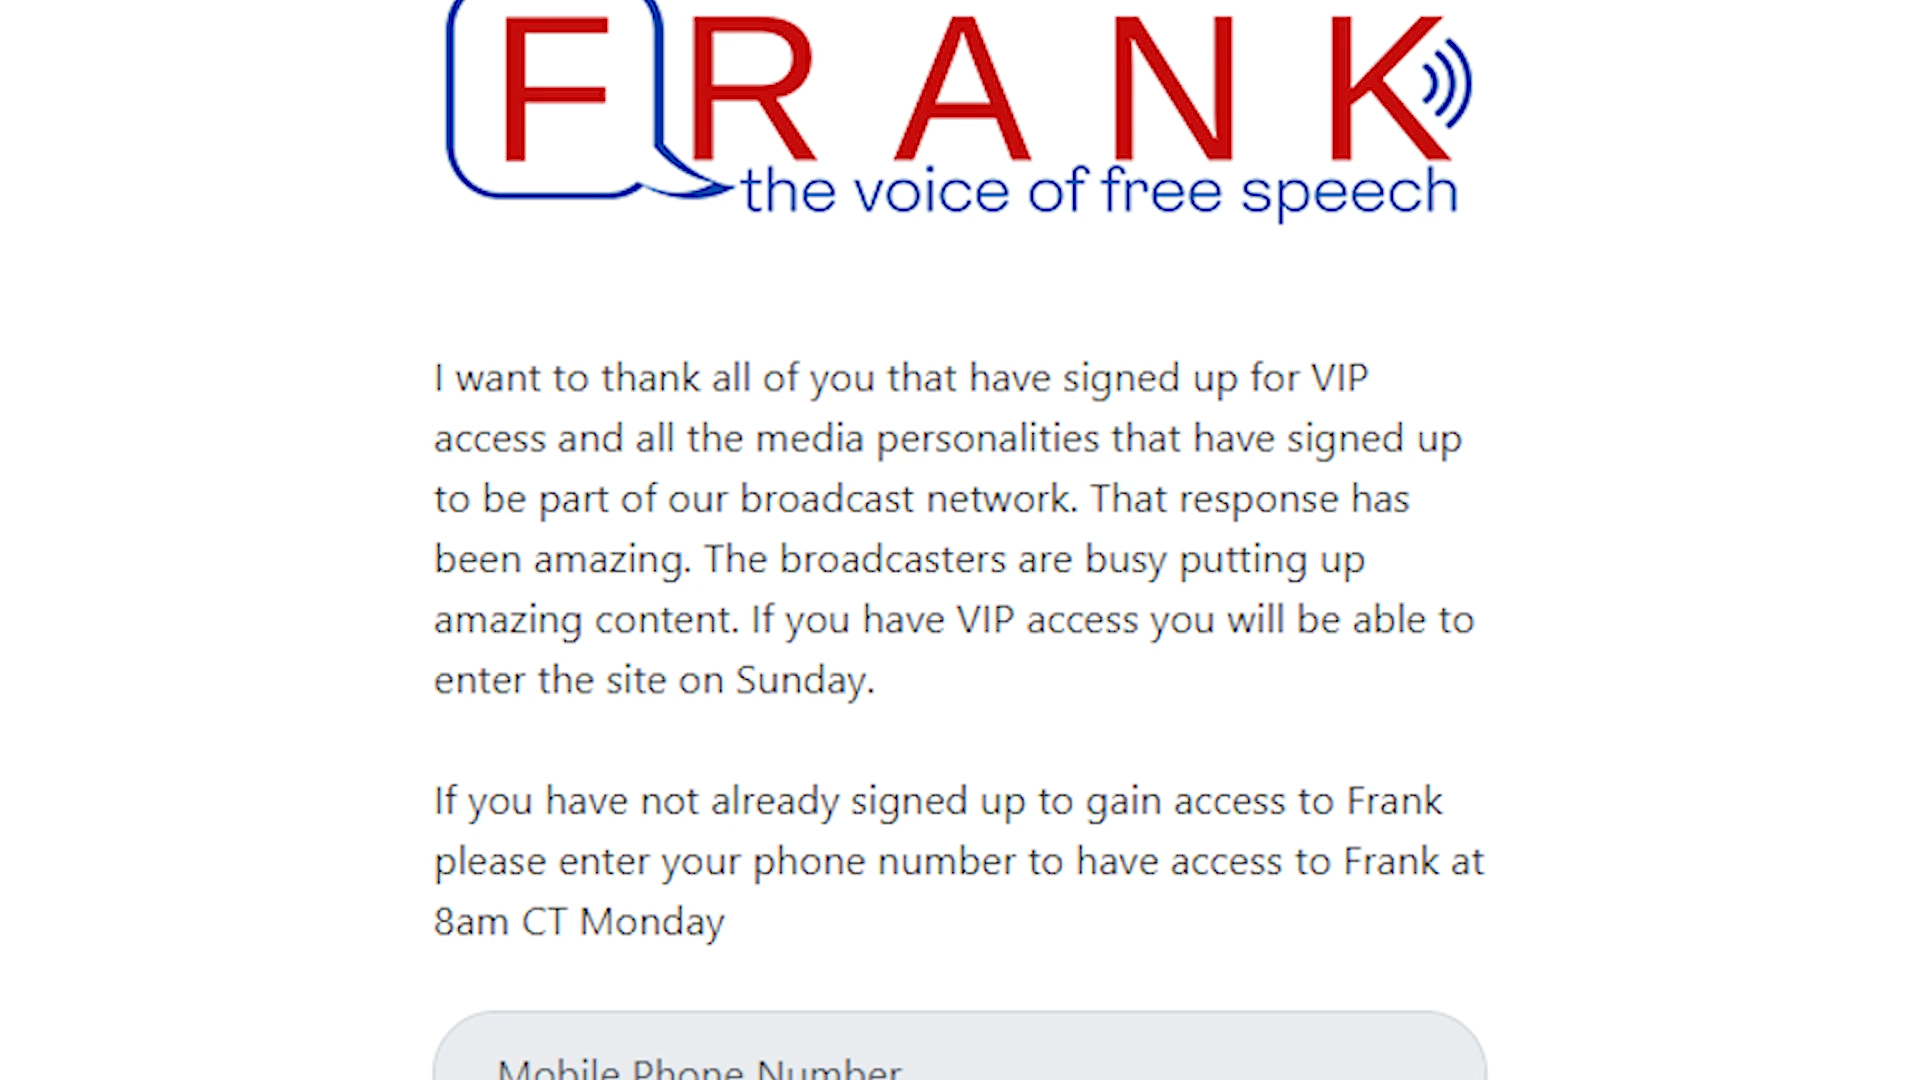 FRANK
the voice of free speech
I want to thank all of you that have signed up for VIP
access and all the media personalities that have signed up
to be part of our broadcast network. That response has
been amazing. The broadcasters are busy putting up
amazing content. If you have VIP access you will be able to
enter the site on Sunday.
If you have not already signed up to gain access to Frank
please enter your phone number to have access to Frank at
8am CT Monday
Mobile Phone Number